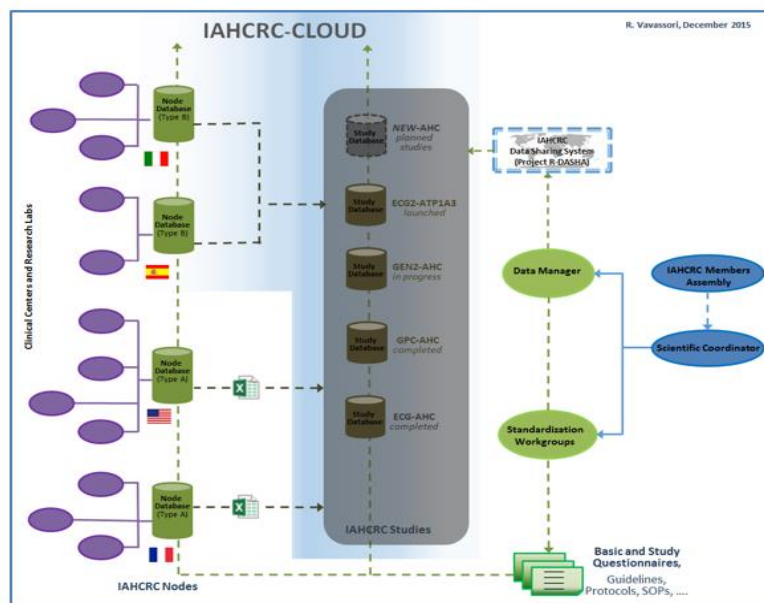 IAHCRC-CLOUD
R. Vavassori, December 2015
Clinical Centers and Research Labs
Node
Database
(Type B)
Node
Database
(Type B)
Node
Database
(Type A)
Node
Database
(Type A)
IAHCRC Nodes
Study
Database
NEW-AHC
planned
studies
Study
Database
ECG2-ATP1A3
launched
Study
Database
GEN2-AHC
in progress
Study
Database
GPC-AHC
completed
Study
Database
ECG-AHC
completed
IAHCRC Studies
IAHCRC
Data Sharing System
(Project R-DASHA)
Data Manager
IAHCRC Members
Assembly
Scientific Coordinator
Standardization
Workgroups
Basic and Study
Questionnaires,
Guidelines,
Protocols, SOPs, ....